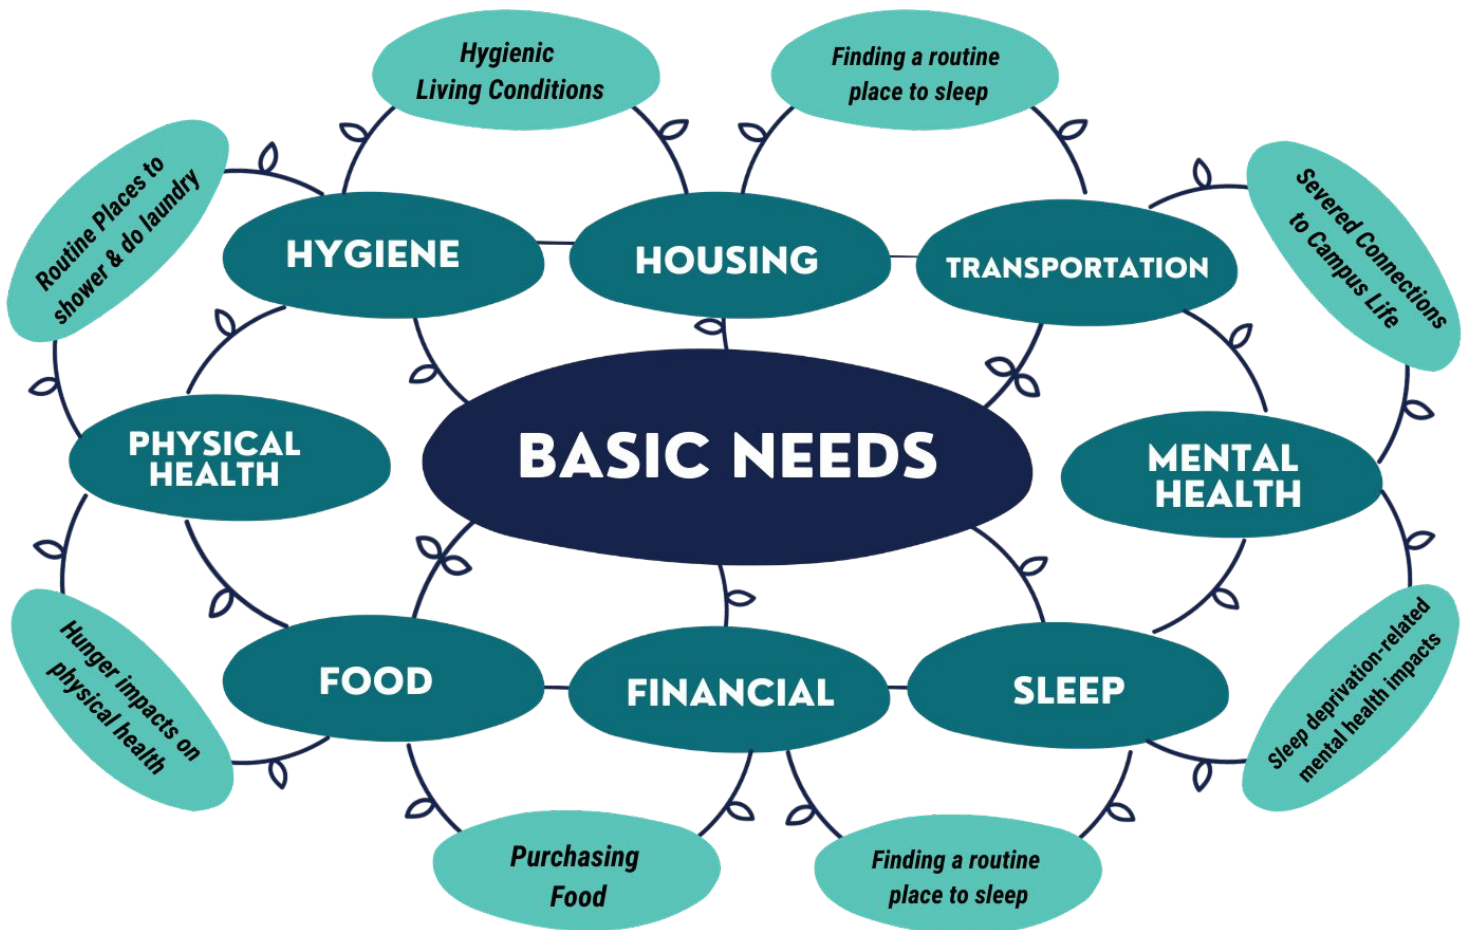 Hygienic
Living Conditions
Finding a routine
place to sleep
Routine Places to
shower & do laundry
Severed Connections
to Campus Life
HYGIENE
HOUSING
TRANSPORTATION
PHYSICAL
HEALTH
BASIC NEEDS
MENTAL
HEALTH
FOOD
FINANCIAL
SLEEP
Hunger impacts on
physical health
Sleep deprivation-related
mental health impacts
Purchasing
Food
Finding a routine
place to sleep